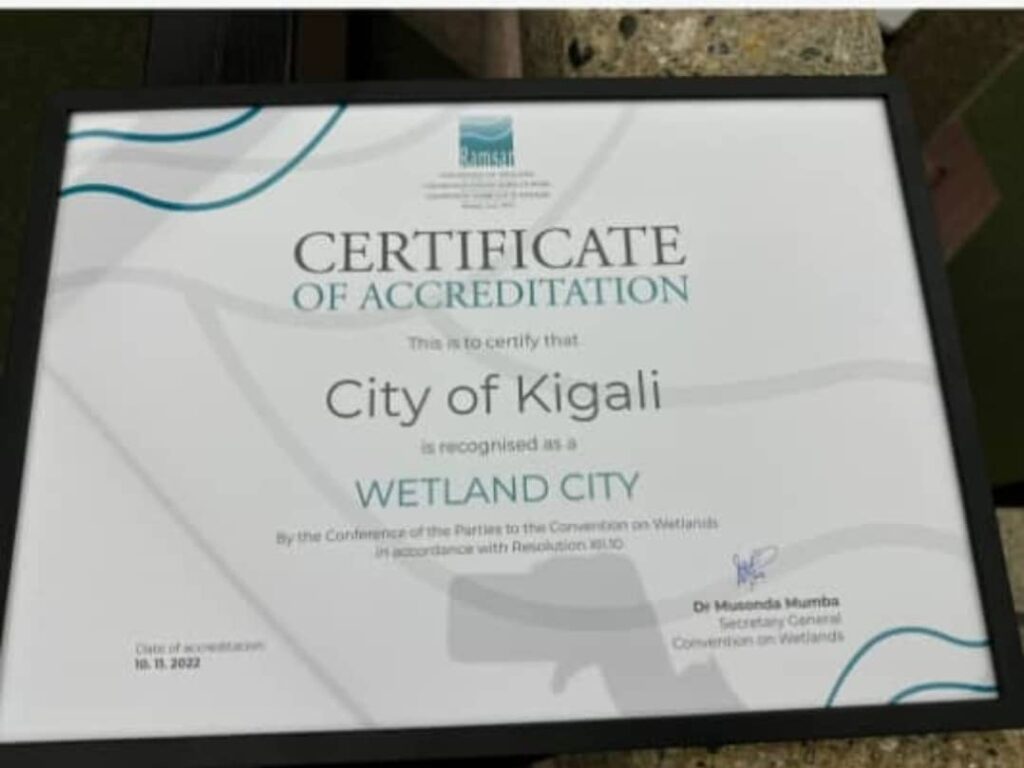 Ramsar
CERTIFICATE
OF ACCREDITATION
This is to certify that
City of Kigali
is recognised as a
WETLAND CITY
By the Conference of the Parties to the Convention on Wetlands
in accordance with Resolution XII.10
Dr Musonda Mumba
Secretary General
Convention on Wetlands
Date of accreditation:
10. 11. 2022